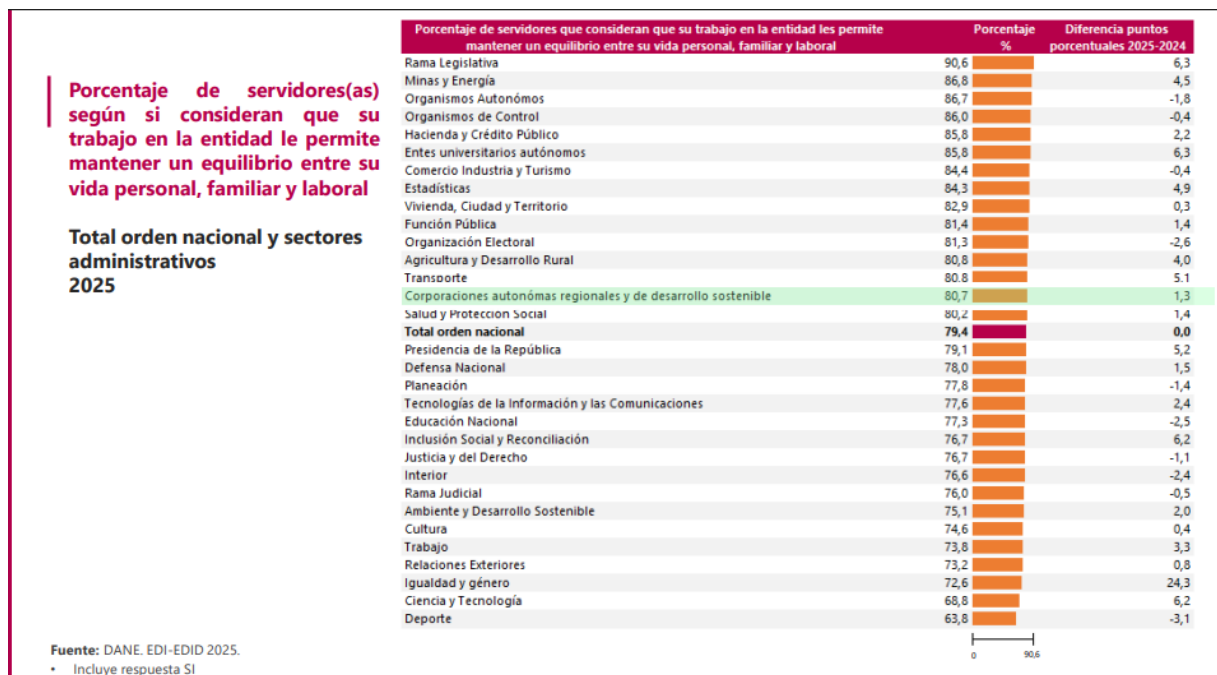 Porcentaje de servidores(as)
según si consideran que su
trabajo en la entidad le permite
mantener un equilibrio entre su
vida personal, familiar y laboral
Total orden nacional y sectores
administrativos
2025
Porcentaje de servidores que consideran que su trabajo en la entidad les permite mantener un equilibrio entre su vida personal, familiar y laboral Porcentaje % Diferencia puntos porcentuales 2025-2024
Rama Legislativa 90,6 6,3
Minas y Energía 86,8 4,5
Organismos Autonómos 86,7 -1,8
Organismos de Control 86,0 -0,4
Hacienda y Crédito Público 85,8 2,2
Entes universitarios autónomos 85,8 6,3
Comercio Industria y Turismo 84,4 -0,4
Estadísticas 84,3 4,9
Vivienda, Ciudad y Territorio 82,9 0,3
Función Pública 81,4 1,4
Organización Electoral 81,3 -2,6
Agricultura y Desarrollo Rural 80,8 4,0
Transporte 80,8 5,1
Corporaciones autonómas regionales y de desarrollo sostenible 80,7 1,3
Salud y Protección Social 80,2 1,4
Total orden nacional 79,4 0,0
Presidencia de la República 79,1 5,2
Defensa Nacional 78,0 1,5
Planeación 77,8 -1,4
Tecnologías de la Información y las Comunicaciones 77,6 2,4
Educación Nacional 77,3 -2,5
Inclusión Social y Reconciliación 76,7 6,2
Justicia y del Derecho 76,7 -1,1
Interior 76,6 -2,4
Rama Judicial 76,0 -0,5
Ambiente y Desarrollo Sostenible 75,1 2,0
Cultura 74,6 0,4
Trabajo 73,8 3,3
Relaciones Exteriores 73,2 0,8
Igualdad y género 72,6 24,3
Ciencia y Tecnología 68,8 6,2
Deporte 63,8 -3,1
0 90,6
Fuente: DANE. EDI-EDID 2025.
• Incluye respuesta SI